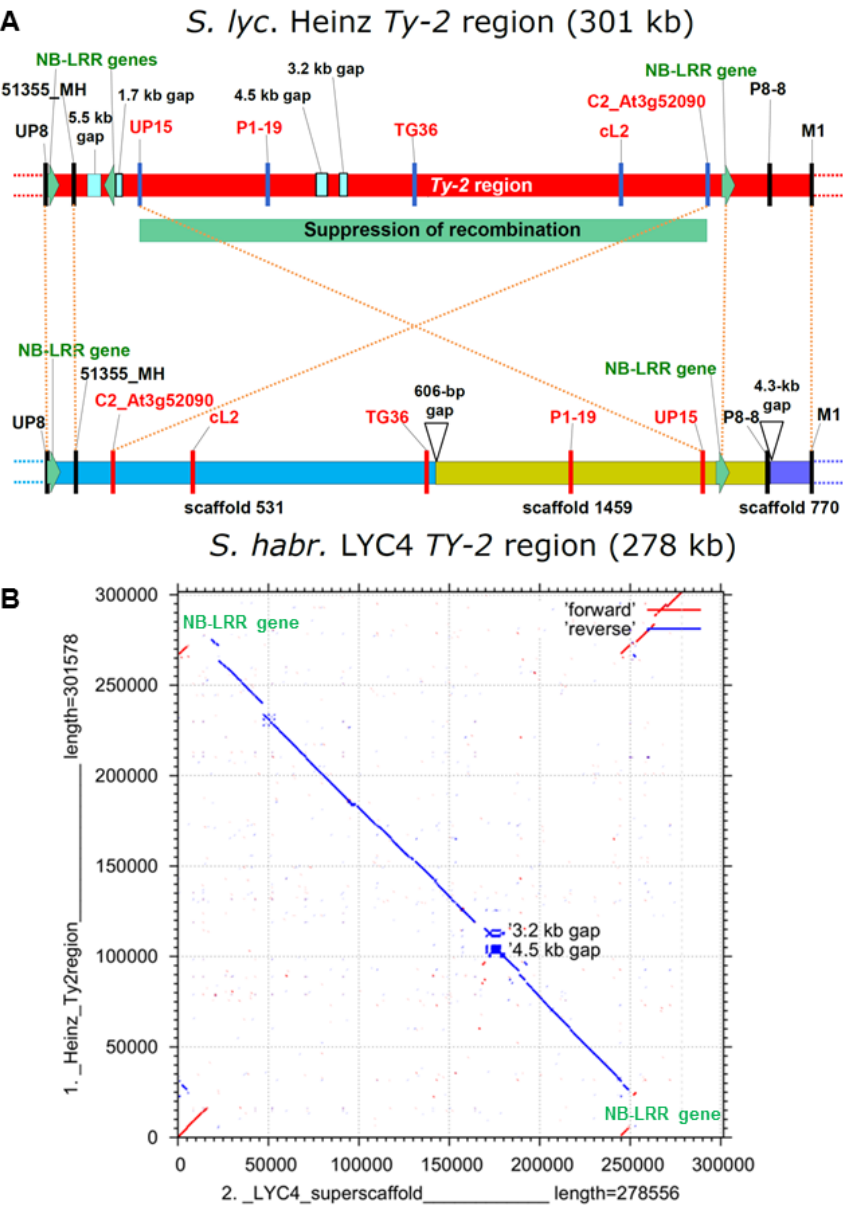 A
S. lyc. Heinz Ty-2 region (301 kb)
NB-LRR genes
3.2 kb gap
NB-LRR gene
51355_MH
1.7 kb gap
4.5 kb gap
C2_At3g52090
P8-8
5.5 kb
gap
UP8
UP15
P1-19
TG36
cL2
M1
Ty-2 region
Suppression of recombination
NB-LRR gene
51355_MH
NB-LRR gene
4.3-kb
gap
C2_At3g52090
606-bp
gap
UP8
cL2
TG36
P1-19
UP15
P8-8
M1
scaffold 531
scaffold 1459
scaffold 770
S. habr. LYC4 TY-2 region (278 kb)
B
300000
250000
200000
150000
100000
50000
0
1._Heinz_Ty2region____________length=301578
NB-LRR gene
'forward'
'reverse'
'3.2 kb gap
'4.5 kb gap
NB-LRR gene
0
50000
100000
150000
200000
250000
300000
2._LYC4_superscaffold____________ length=278556